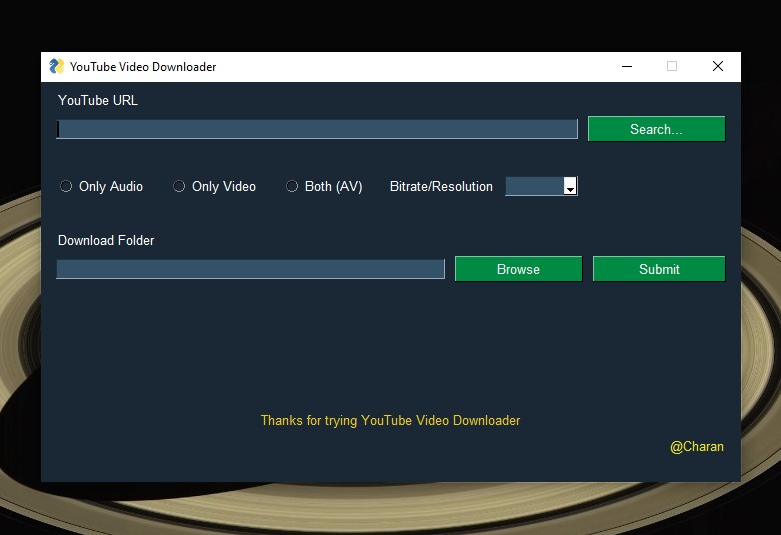 YouTube Video Downloader
YouTube URL
Search...
Only Audio Only Video Both (AV) Bitrate/Resolution
Download Folder
Browse Submit
Thanks for trying YouTube Video Downloader
@Charan